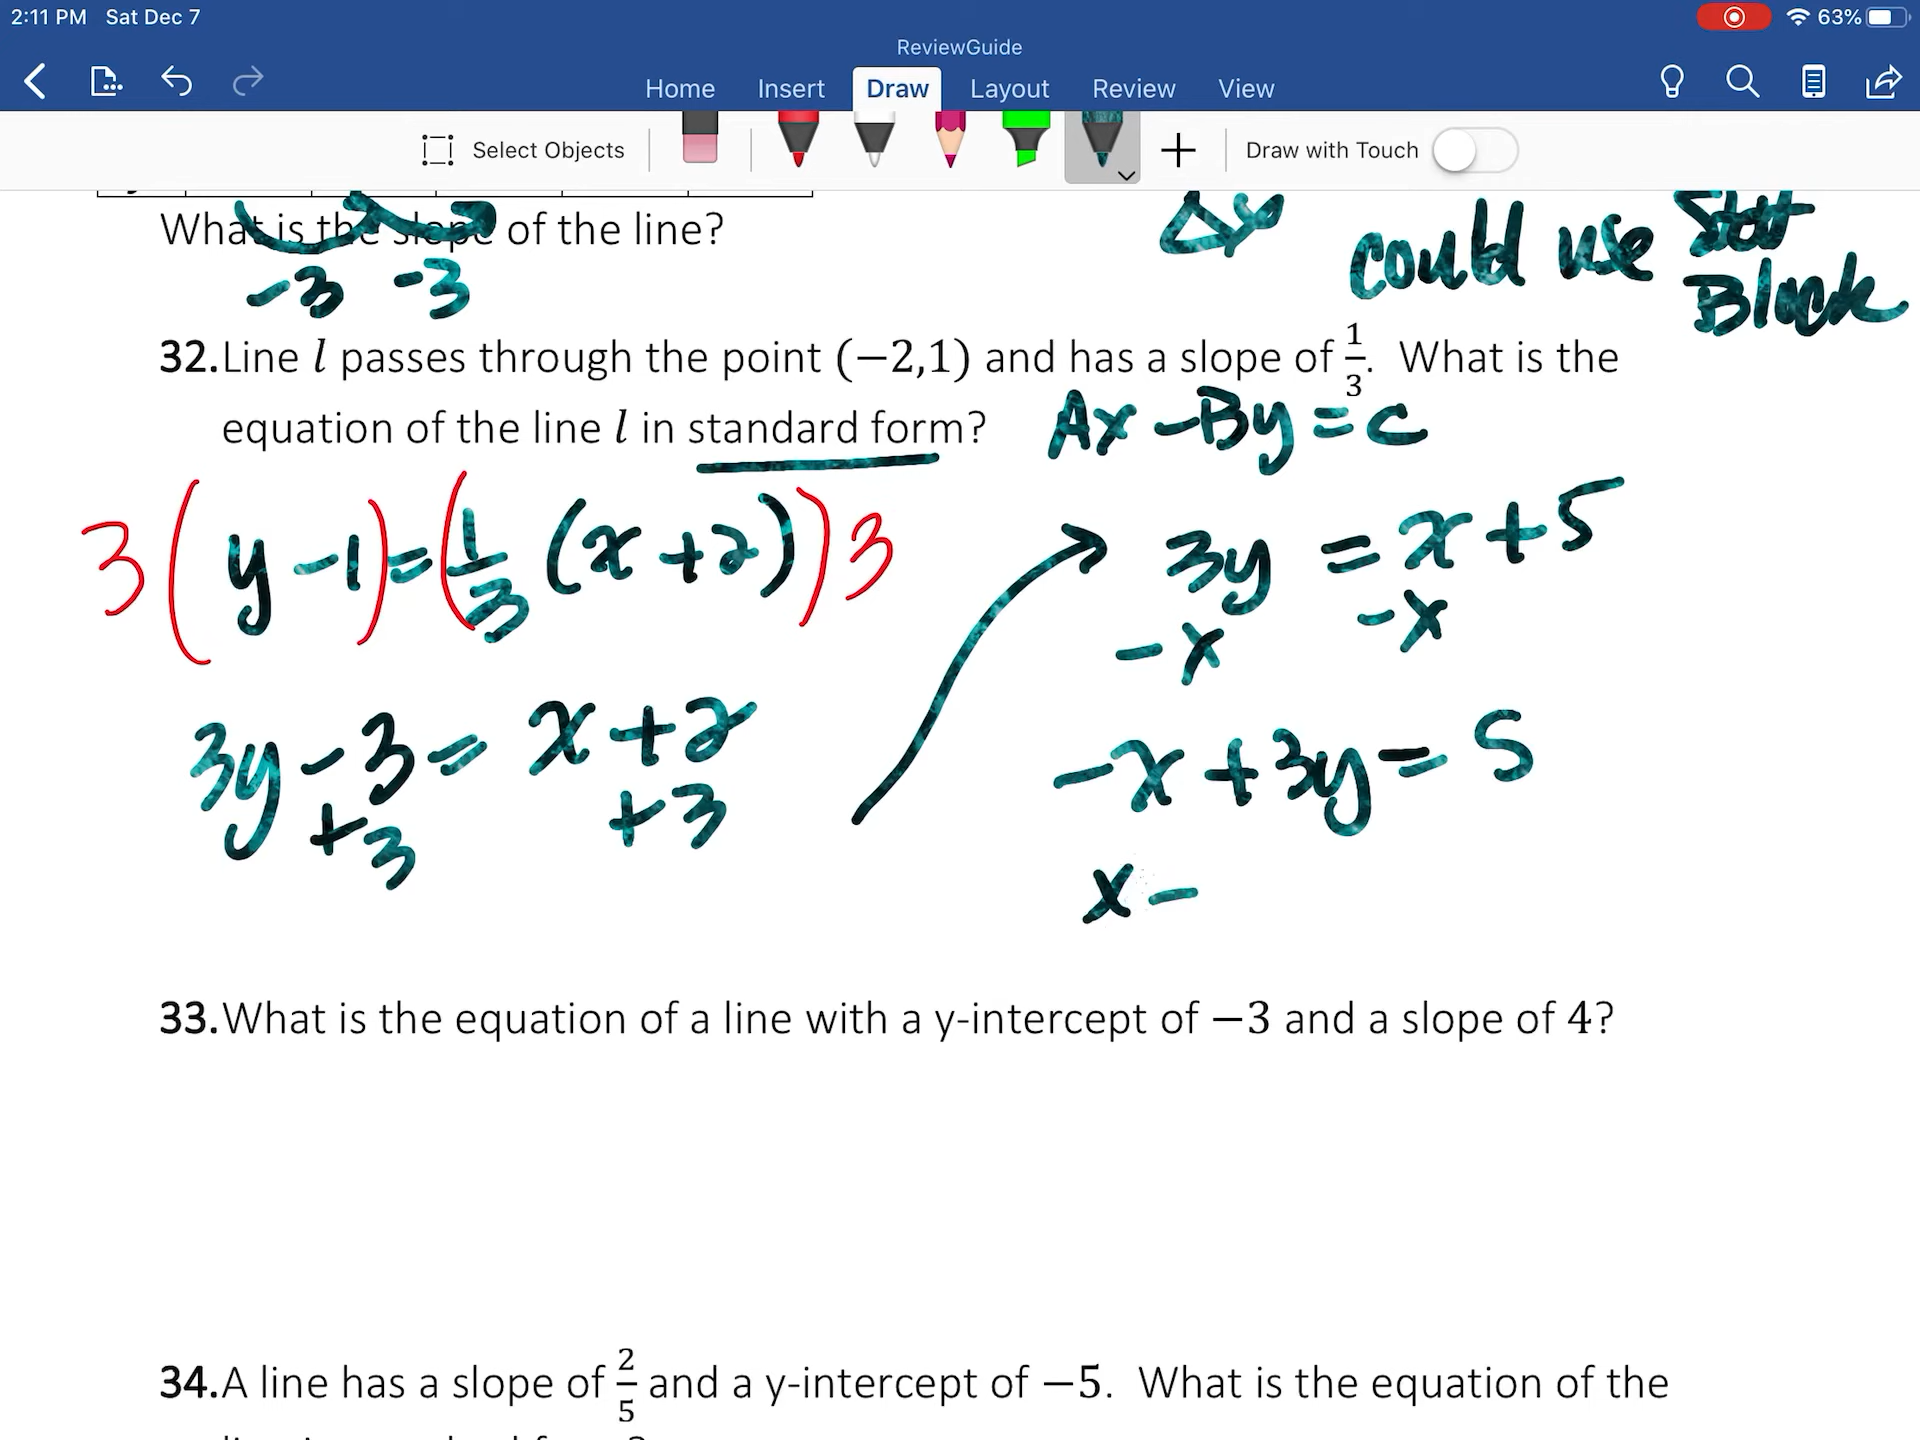 2:11 PM Sat Dec 7
63%
ReviewGuide
Home Insert Draw Layout Review View
Select Objects
Draw with Touch
What is the slope of the line?
-3 -3
Δx
could use Stat
Block
32. Line l passes through the point (−2,1) and has a slope of 1/3. What is the
equation of the line l in standard form? Ax - By = C
3(y - 1) = (1/3 (x + 2))3
3y - 3 = x + 2
+3 +3
3y = x + 5
-x -x
-x + 3y = 5
x -
33. What is the equation of a line with a y-intercept of −3 and a slope of 4?
34. A line has a slope of 2/5 and a y-intercept of −5. What is the equation of the